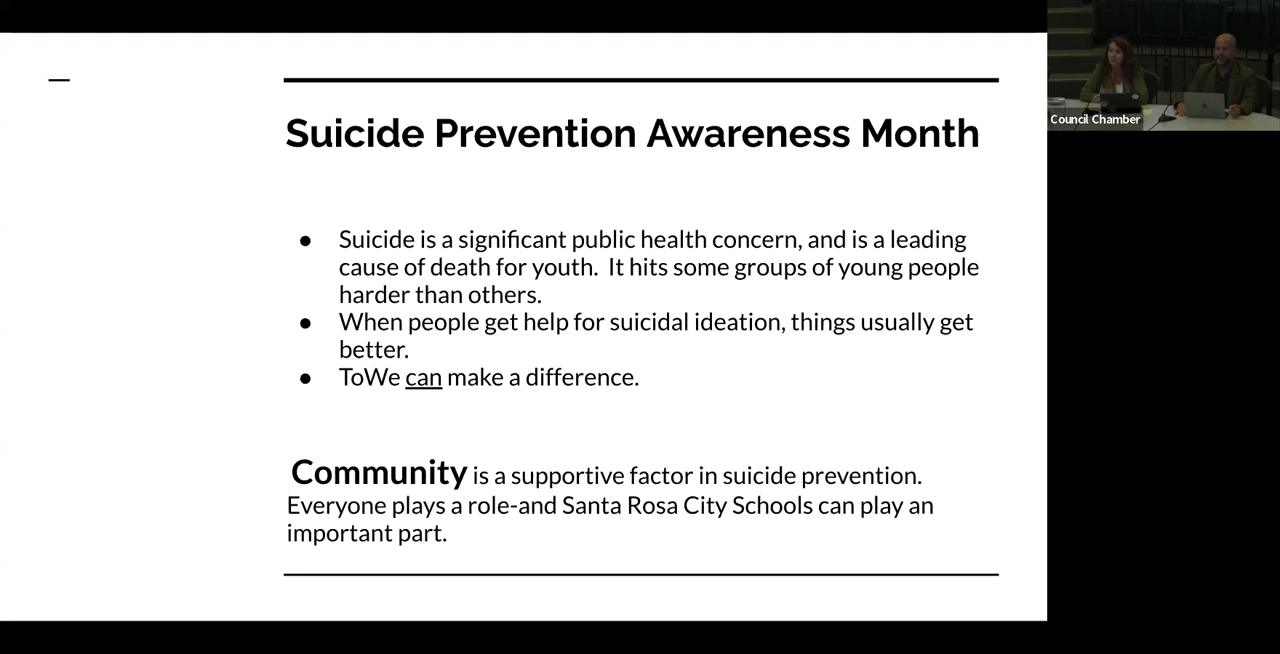 Suicide Prevention Awareness Month
● Suicide is a significant public health concern, and is a leading
cause of death for youth.  It hits some groups of young people
harder than others.
● When people get help for suicidal ideation, things usually get
better.
● ToWe can make a difference.
Community is a supportive factor in suicide prevention.
Everyone plays a role-and Santa Rosa City Schools can play an
important part.
Council Chamber